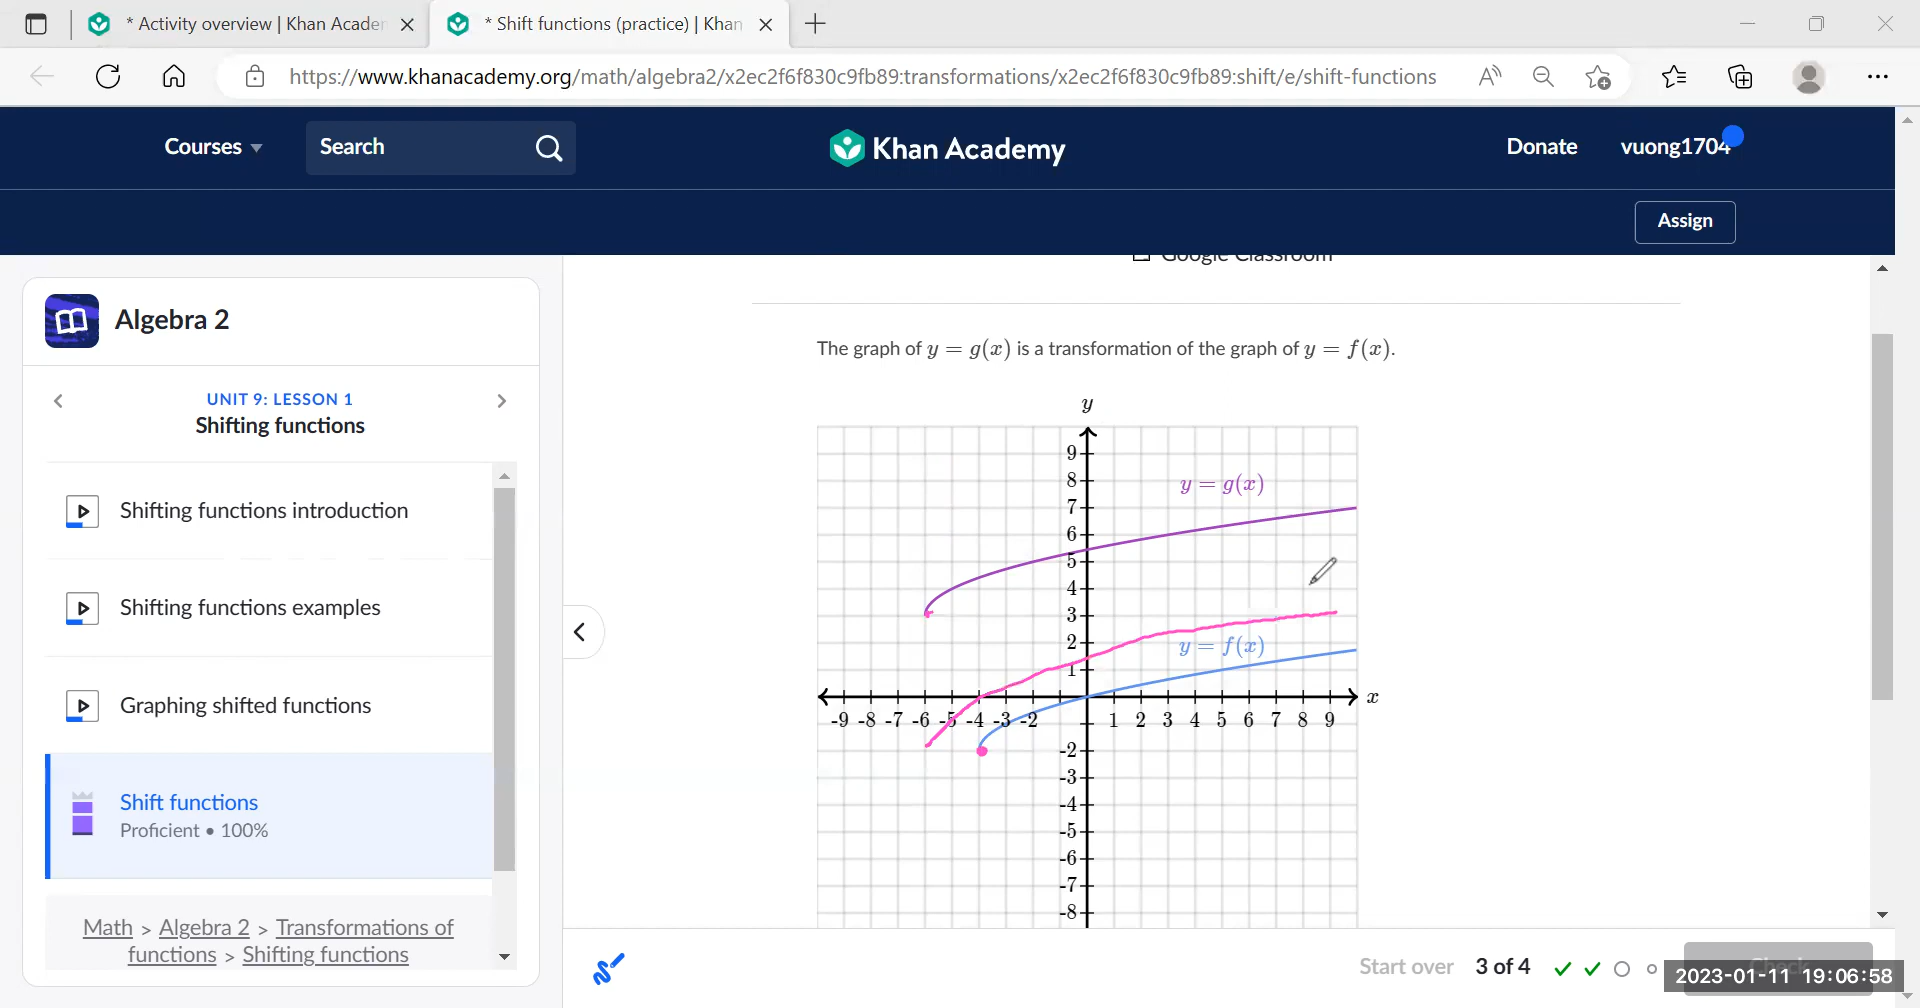 * Activity overview | Khan Acade
* Shift functions (practice) | Khan
https://www.khanacademy.org/math/algebra2/x2ec2f6f830c9fb89:transformations/x2ec2f6f830c9fb89:shift/e/shift-functions
Courses
Search
Khan Academy
Donate
vuong1704
Assign
Google Classroom
Algebra 2
UNIT 9: LESSON 1
Shifting functions
Shifting functions introduction
Shifting functions examples
Graphing shifted functions
Shift functions
Proficient • 100%
Math > Algebra 2 > Transformations of
functions > Shifting functions
The graph of y = g(x) is a transformation of the graph of y = f(x).
y
9
8
y = g(x)
7
6
5
4
3
2
y = f(x)
1
x
-9 -8 -7 -6 -5 -4 -3 -2 1 2 3 4 5 6 7 8 9
-2
-3
-4
-5
-6
-7
-8
Start over
3 of 4
Check
2023-01-11 19:06:58